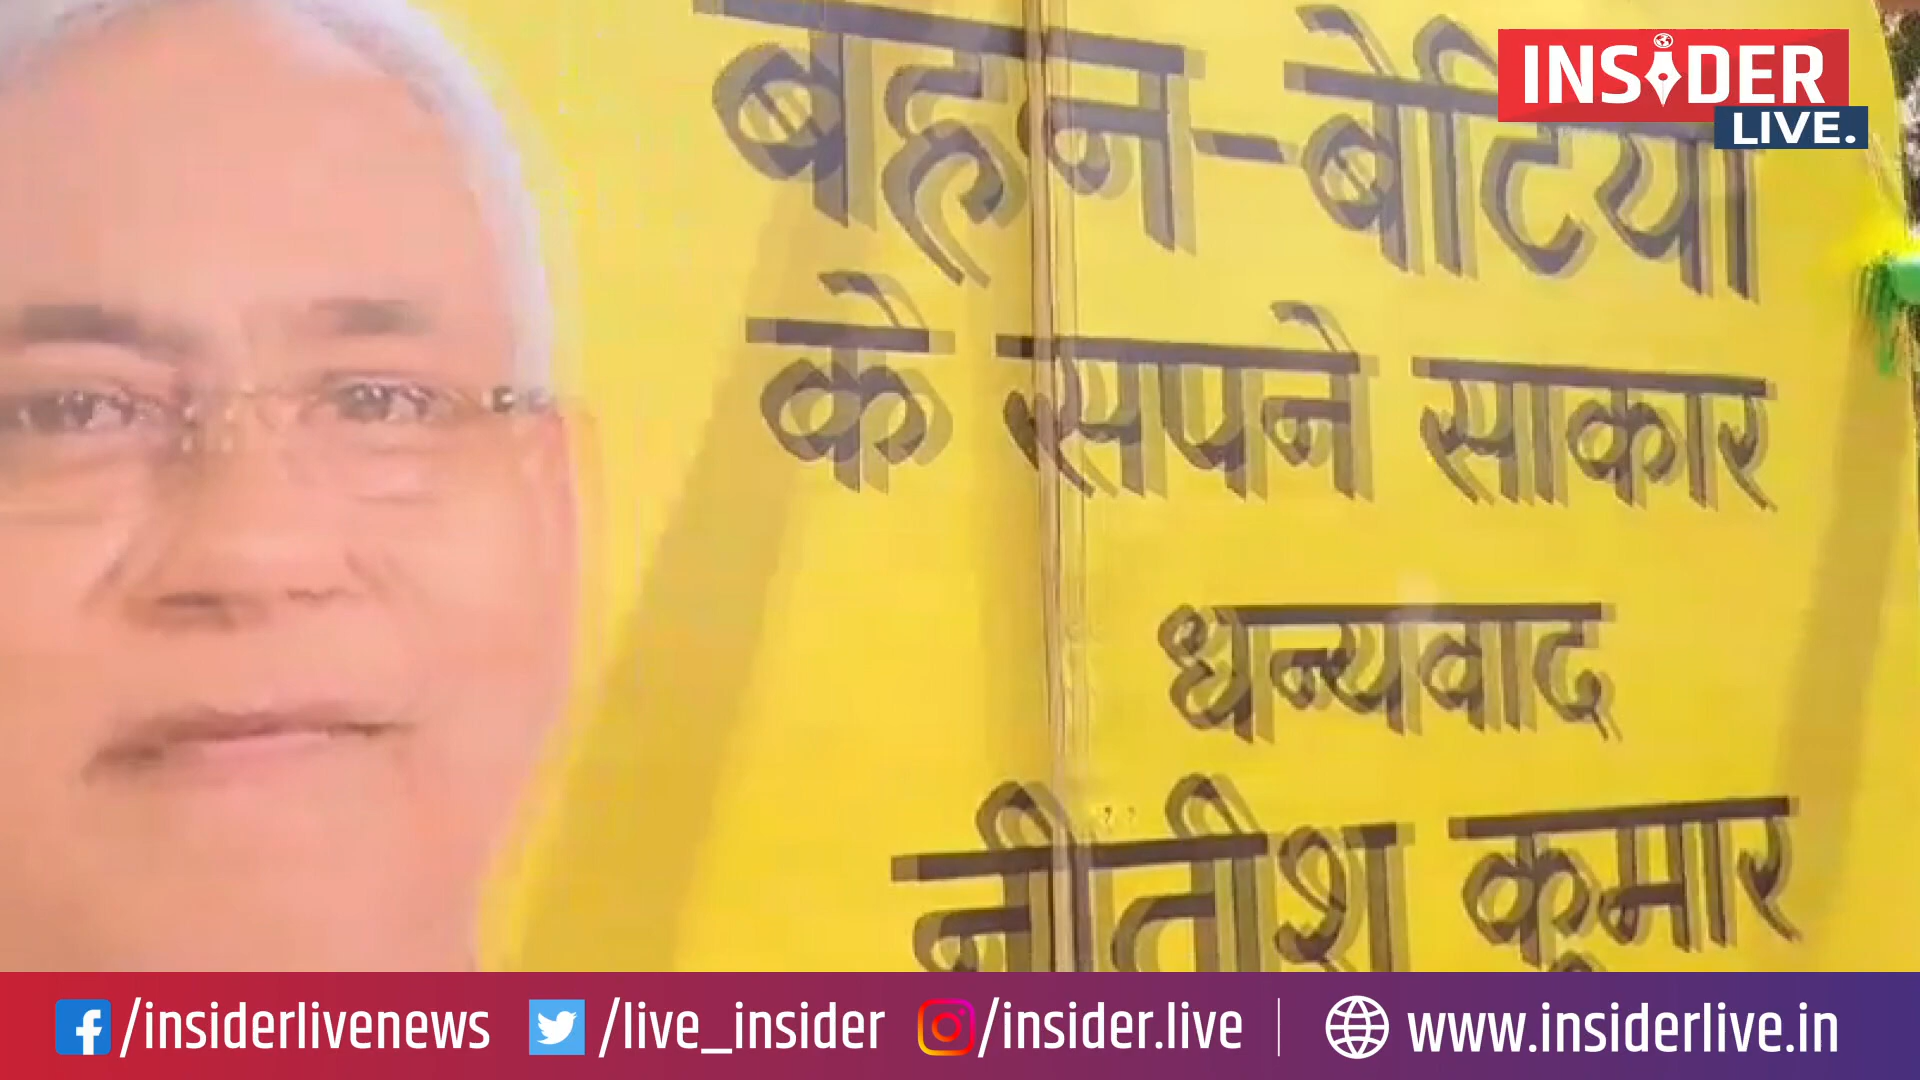 INSIDER
LIVE.
बहन-बेटियों
के सपने साकार
धन्यवाद
नीतीश कुमार
/insiderlivenews /live_insider /insider.live www.insiderlive.in